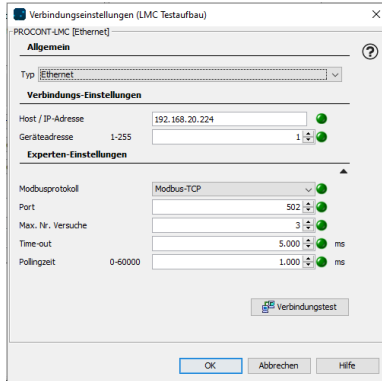 Verbindungseinstellungen (LMC Testaufbau)
PROCONT-LMC [Ethernet]
Allgemein
?
Typ Ethernet
Verbindungs-Einstellungen
Host / IP-Adresse 192.168.20.224
Geräteadresse 1-255 1
Experten-Einstellungen
Modbusprotokoll Modbus-TCP
Port 502
Max. Nr. Versuche 3
Time-out 5.000 ms
Pollingzeit 0-60000 1.000 ms
Verbindungstest
OK Abbrechen Hilfe